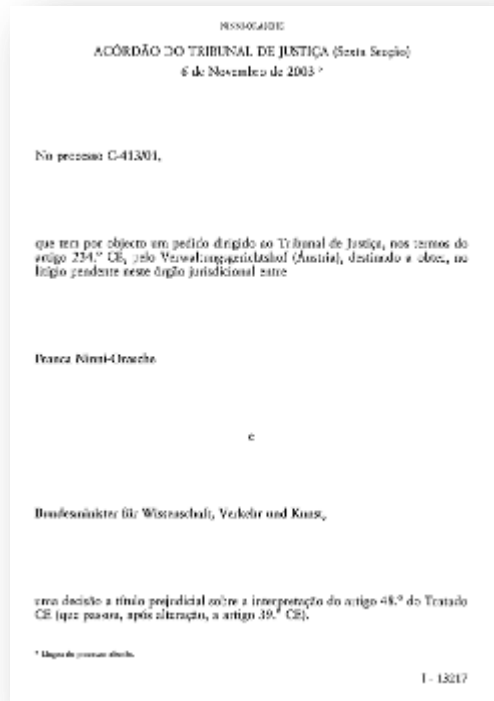 NINNI-ORASCHE
ACÓRDÃO DO TRIBUNAL DE JUSTIÇA (Sexta Secção)
6 de Novembro de 2003 *
No processo C-413/01,
que tem por objecto um pedido dirigido ao Tribunal de Justiça, nos termos do
artigo 234.° CE, pelo Verwaltungsgerichtshof (Áustria), destinado a obter, no
litígio pendente neste órgão jurisdicional entre
Franca Ninni-Orasche
e
Bundesminister für Wissenschaft, Verkehr und Kunst,
uma decisão a título prejudicial sobre a interpretação do artigo 48.° do Tratado
CE (que passou, após alteração, a artigo 39.° CE).
* Língua do processo: alemão.
I - 13217